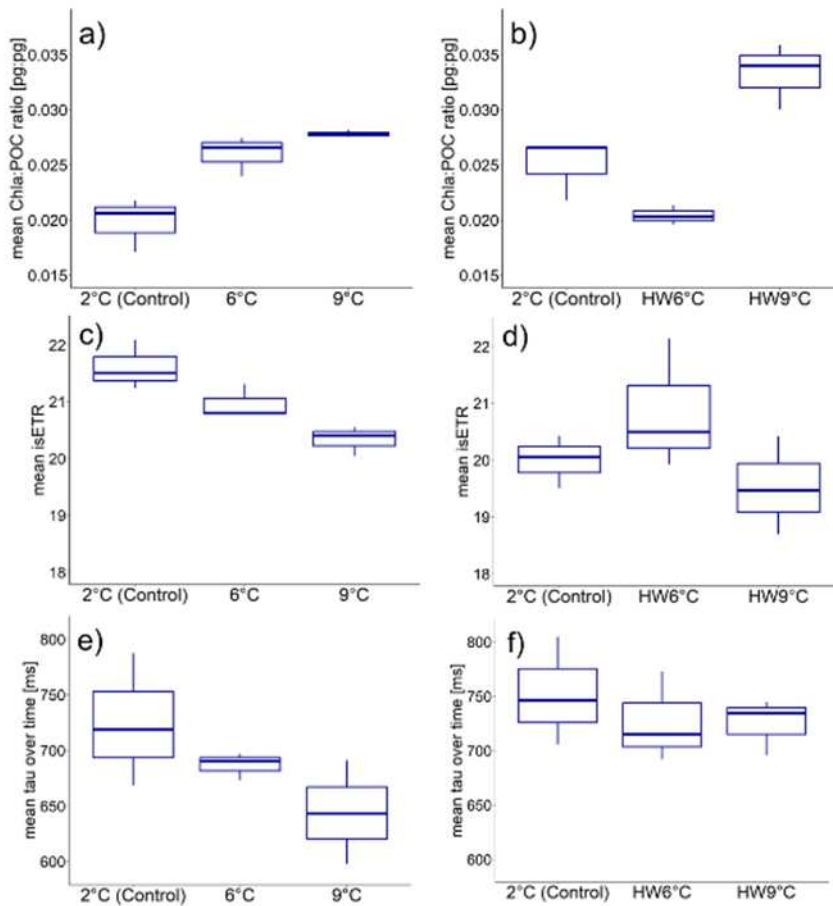 a)
mean Chla:POC ratio [pg:pg]
0.035
0.030
0.025
0.020
0.015
2°C (Control) 6°C 9°C
b)
mean Chla:POC ratio [pg:pg]
0.035
0.030
0.025
0.020
0.015
2°C (Control) HW6°C HW9°C
c)
mean isETR
22
21
20
19
18
2°C (Control) 6°C 9°C
d)
mean isETR
22
21
20
19
18
2°C (Control) HW6°C HW9°C
e)
mean tau over time [ms]
800
750
700
650
600
2°C (Control) 6°C 9°C
f)
mean tau over time [ms]
800
750
700
650
600
2°C (Control) HW6°C HW9°C